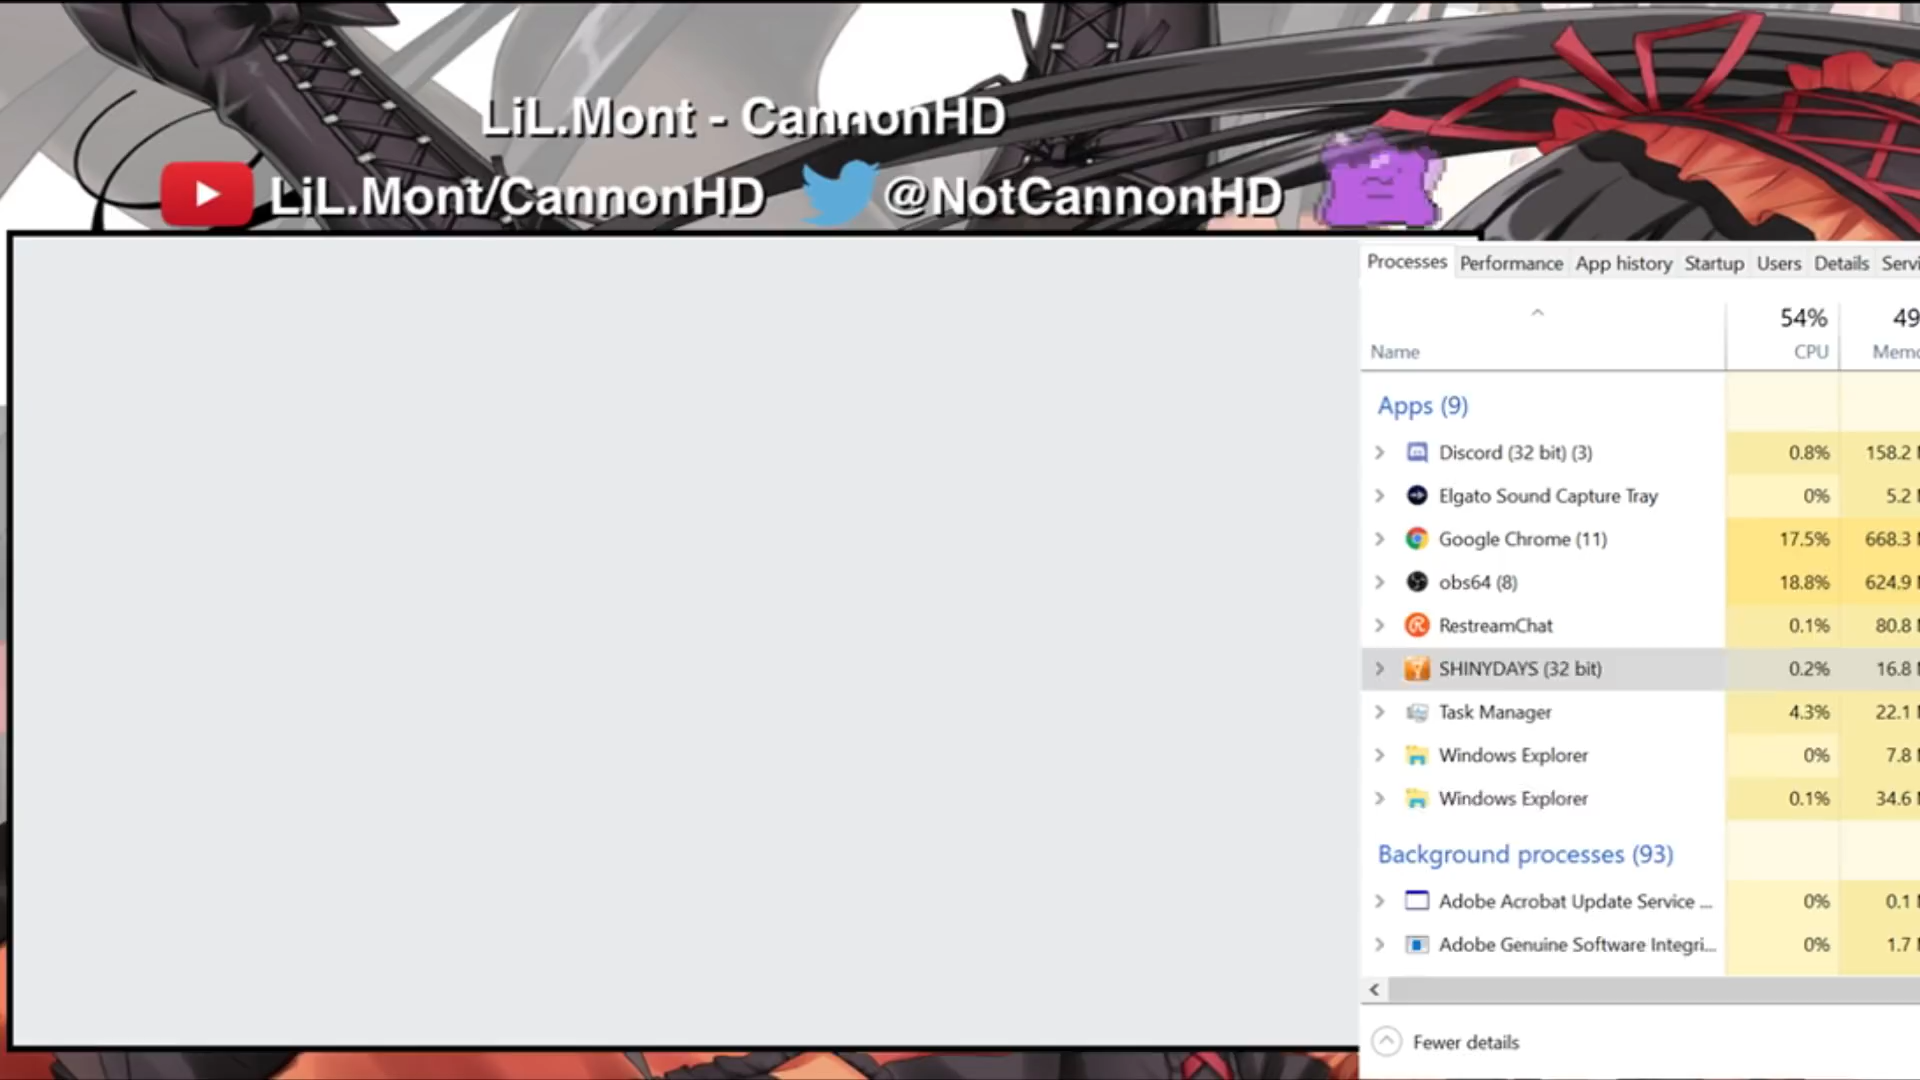 LiL.Mont - CannonHD
LiL.Mont/CannonHD @NotCannonHD
Processes Performance App history Startup Users Details
54% 49
Name CPU
Apps (9)
Discord (32 bit) (3) 0.8% 158.2
Elgato Sound Capture Tray 0% 5.2
Google Chrome (11) 17.5% 668.3
obs64 (8) 18.8% 624.9
RestreamChat 0.1% 80.8
SHINYDAYS (32 bit) 0.2% 16.8
Task Manager 4.3% 22.1
Windows Explorer 0% 7.8
Windows Explorer 0.1% 34.6
Background processes (93)
Adobe Acrobat Update Service ... 0% 0.1
Adobe Genuine Software Integri... 0% 1.7
Fewer details